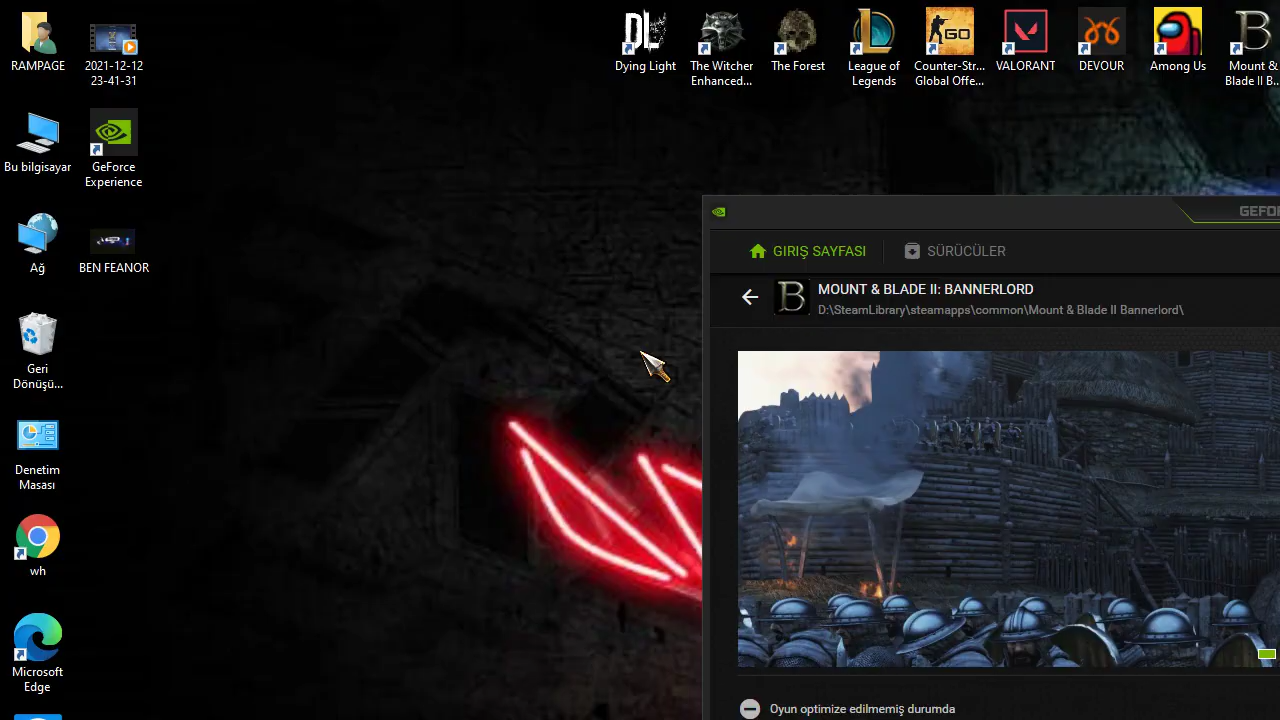 RAMPAGE
2021-12-12
23-41-31
Bu bilgisayar
GeForce
Experience
Ağ
BEN FEANOR
Geri
Dönüşü...
Denetim
Masası
wh
Microsoft
Edge
DL
Dying Light
The Witcher
Enhanced...
The Forest
League of
Legends
GO
Counter-Str...
Global Offe...
VALORANT
DEVOUR
Among Us
B
Mount &
Blade II B...
GEFO
GIRIŞ SAYFASI
SÜRÜCÜLER
B
MOUNT & BLADE II: BANNERLORD
D:\SteamLibrary\steamapps\common\Mount & Blade II Bannerlord\
Oyun optimize edilmemiş durumda